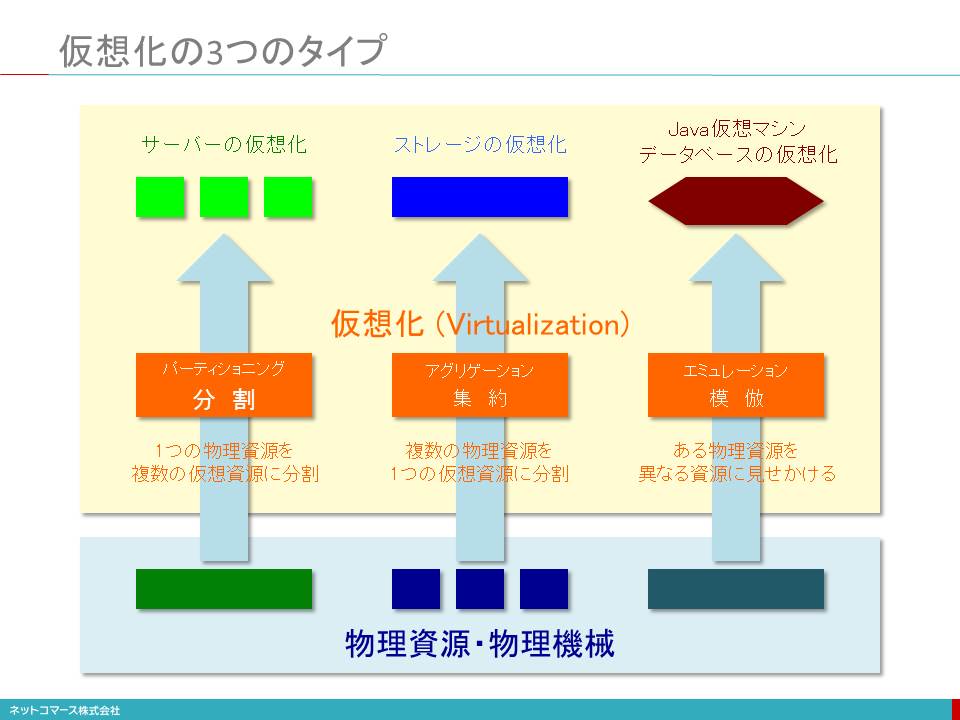 仮想化の3つのタイプ
サーバーの仮想化
ストレージの仮想化
Java仮想マシン
データベースの仮想化
仮想化 (Virtualization)
パーティショニング
分 割
アグリゲーション
集 約
エミュレーション
模 倣
1つの物理資源を
複数の仮想資源に分割
複数の物理資源を
1つの仮想資源に分割
ある物理資源を
異なる資源に見せかける
物理資源・物理機械
ネットコマース株式会社